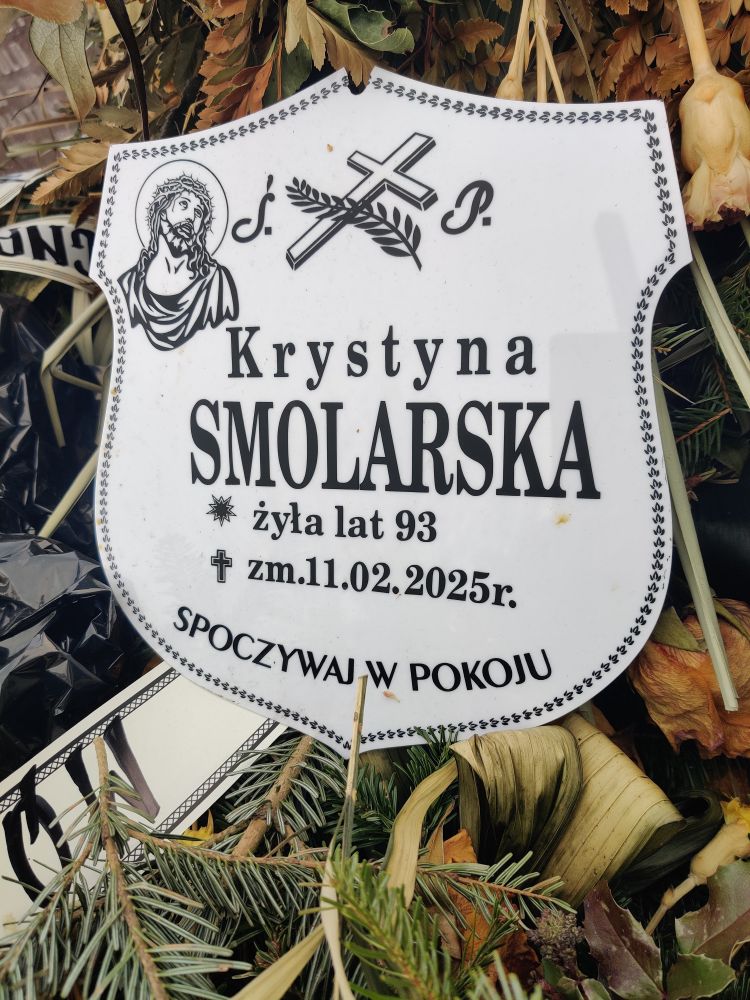 Ś. P.
Krystyna
SMOLARSKA
żyła lat 93
zm.11.02.2025r.
SPOCZYWAJ W POKOJU